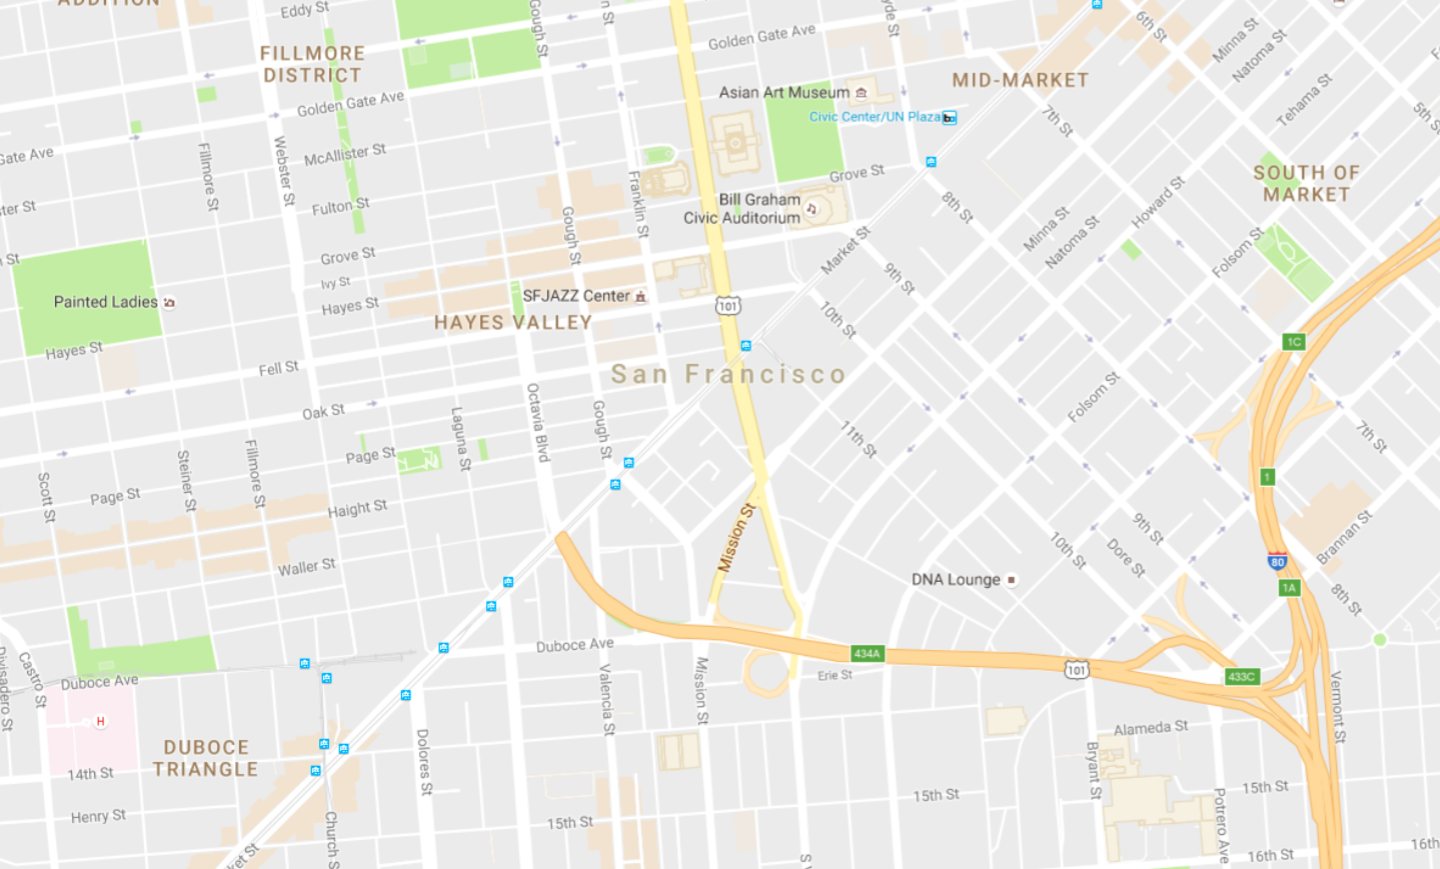 ADDITION
Eddy St
Gough St
Golden Gate Ave
6th St
Minna St
Natoma St
FILLMORE
DISTRICT
MID-MARKET
Asian Art Museum
Tehama St
5th St
Golden Gate Ave
Civic Center/UN Plaza
7th St
Gate Ave
McAllister St
Webster St
Fillmore St
Grove St
SOUTH OF
MARKET
Franklin St
Bill Graham
Civic Auditorium
8th St
Howard St
Fulton St
Gough St
Minna St
Natoma St
Market St
Folsom St
Grove St
Ivy St
Hayes St
9th St
Painted Ladies
SFJAZZ Center
101
10th St
HAYES VALLEY
1C
Hayes St
Fell St
San Francisco
Oak St
Octavia Blvd
Gough St
Laguna St
Folsom St
11th St
7th St
Page St
Scott St
Steiner St
Fillmore St
Page St
1
Haight St
Mission St
9th St
Brannan St
10th St
Dore St
Waller St
80
DNA Lounge
1A
8th St
Duboce Ave
434A
Divisadero St
Castro St
Duboce Ave
Valencia St
Mission St
Erie St
101
433C
Vermont St
H
Alameda St
DUBOCE
TRIANGLE
Dolores St
Bryant St
14th St
15th St
15th St
Potrero Ave
Henry St
15th St
Church S
ket St
S V
16th St
16th